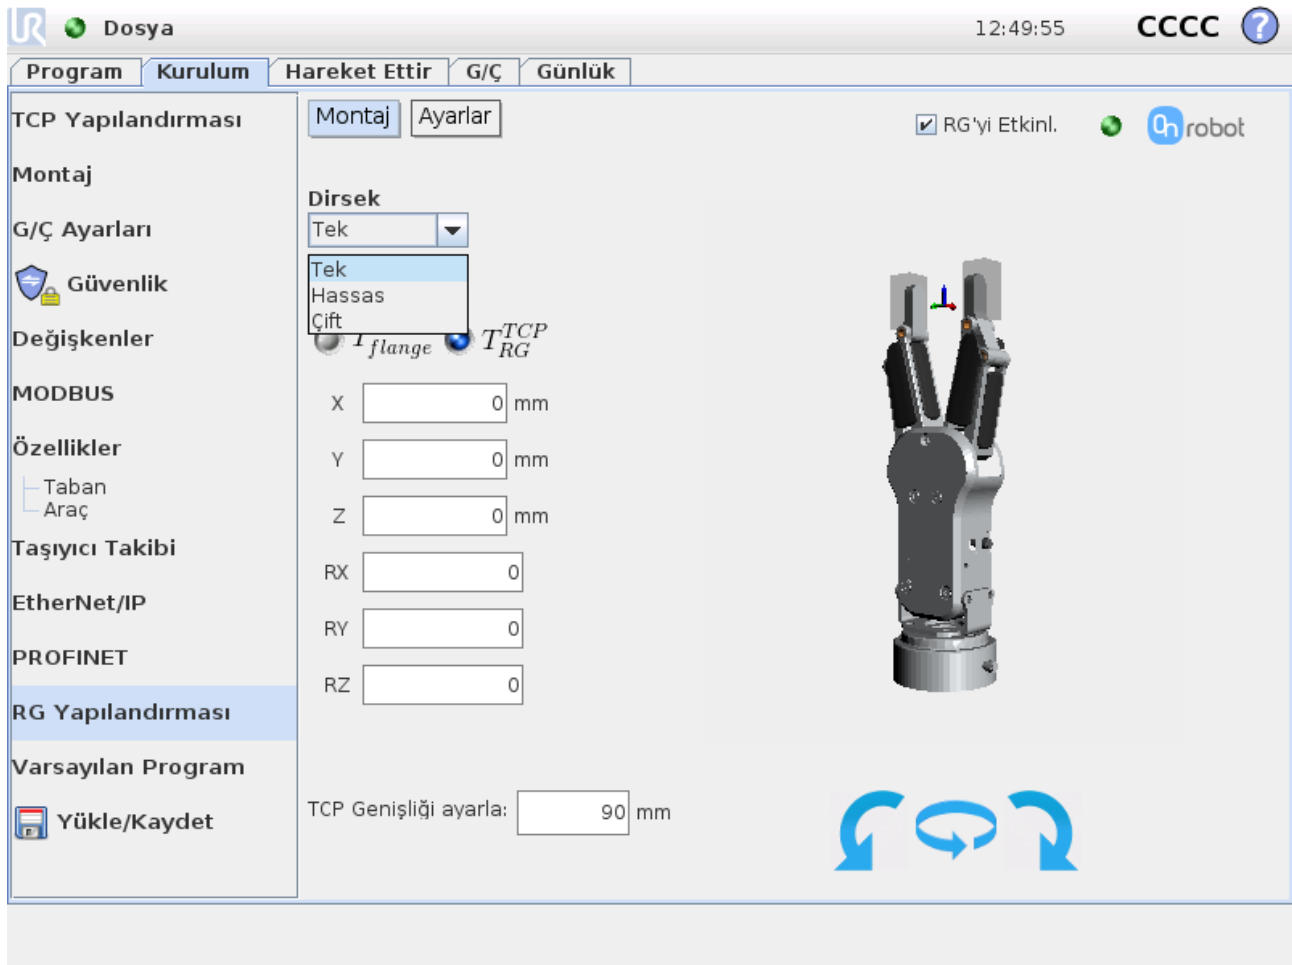 UR Dosya 12:49:55 CCCC ?
Program Kurulum Hareket Ettir G/Ç Günlük
TCP Yapılandırması
Montaj
G/Ç Ayarları
Güvenlik
Değişkenler
MODBUS
Özellikler
Taban
Araç
Taşıyıcı Takibi
EtherNet/IP
PROFINET
RG Yapılandırması
Varsayılan Program
Yükle/Kaydet
Montaj Ayarlar
RG'yi Etkinl.
On robot
Dirsek
Tek
Tek
Hassas
Çift
flange T TCP RG
X 0 mm
Y 0 mm
Z 0 mm
RX 0
RY 0
RZ 0
TCP Genişliği ayarla: 90 mm